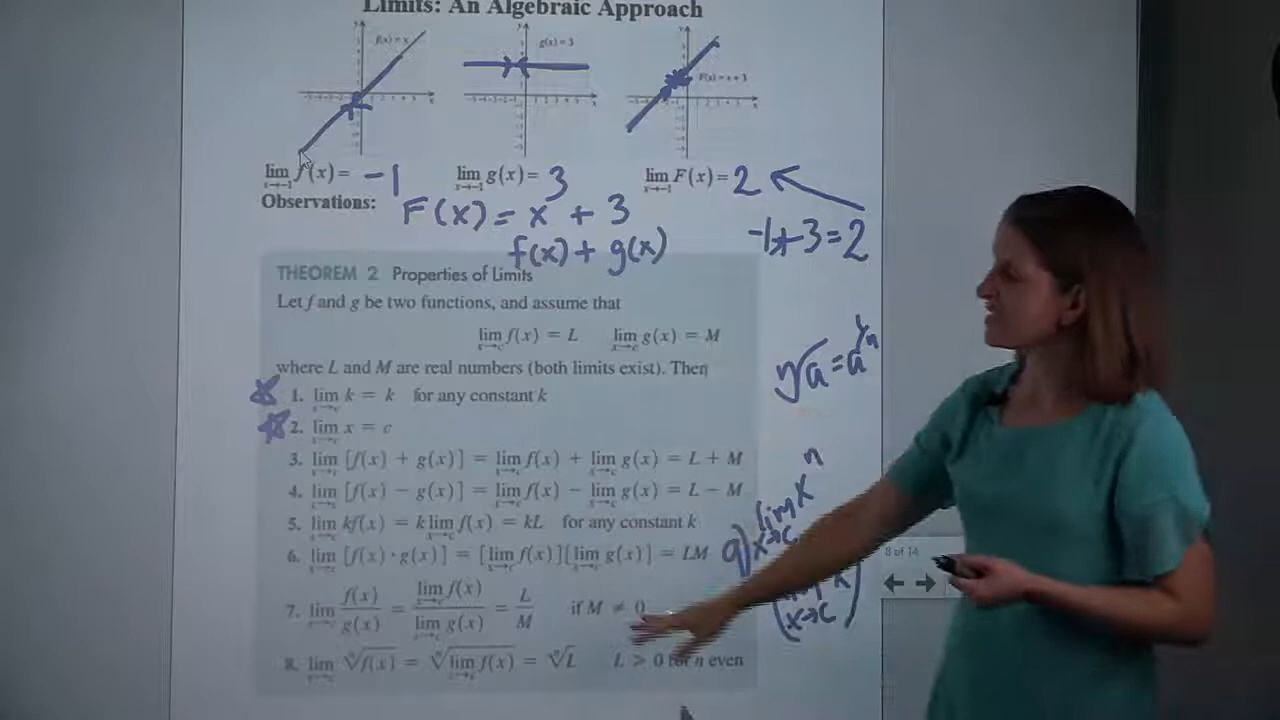 Limits: An Algebraic Approach
f(x) = x
g(x) = 3
F(x) = x + 3
lim x→-1 f(x) = -1
lim x→-1 g(x) = 3
lim x→-1 F(x) = 2
Observations:
F(x) = x + 3
f(x) + g(x)
-1 + 3 = 2
THEOREM 2 Properties of Limits
Let f and g be two functions, and assume that
lim x→c f(x) = L lim x→c g(x) = M
where L and M are real numbers (both limits exist). Then
1. lim x→c k = k for any constant k
2. lim x→c x = c
3. lim x→c [f(x) + g(x)] = lim x→c f(x) + lim x→c g(x) = L + M
4. lim x→c [f(x) − g(x)] = lim x→c f(x) − lim x→c g(x) = L − M
5. lim x→c kf(x) = k lim x→c f(x) = kL for any constant k
6. lim x→c [f(x) · g(x)] = [lim x→c f(x)][lim x→c g(x)] = LM
7. lim x→c f(x)/g(x) = lim x→c f(x) / lim x→c g(x) = L/M if M ≠ 0
8. lim x→c ⁿ√f(x) = ⁿ√lim x→c f(x) = ⁿ√L L > 0 for n even
ⁿ√a = a^1/n
9) lim x→c xⁿ
x→c
8 of 14